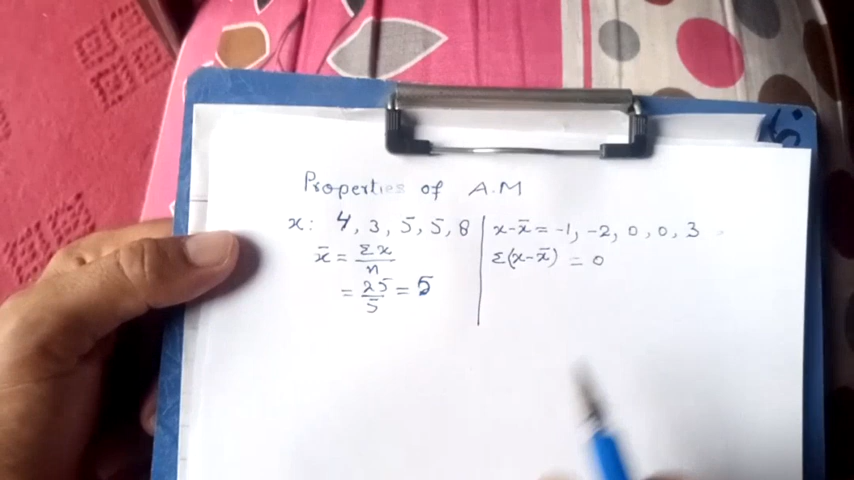 Properties of A.M
x: 4, 3, 5, 5, 8
x̄ = Σx/n
= 25/5 = 5
x-x̄ = -1, -2, 0, 0, 3
Σ(x-x̄) = 0